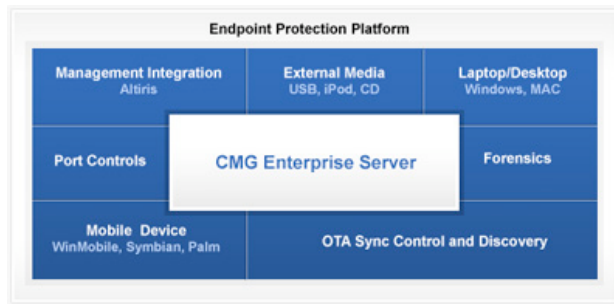 Endpoint Protection Platform
Management Integration
Altiris
External Media
USB, iPod, CD
Laptop/Desktop
Windows, MAC
Port Controls
CMG Enterprise Server
Forensics
Mobile Device
WinMobile, Symbian, Palm
OTA Sync Control and Discovery